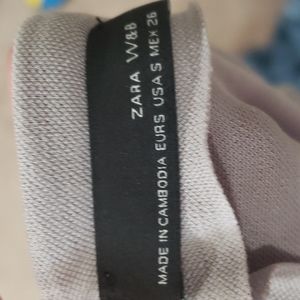 ZARA W&B
MADE IN CAMBODIA EUR S USA S MEX 26